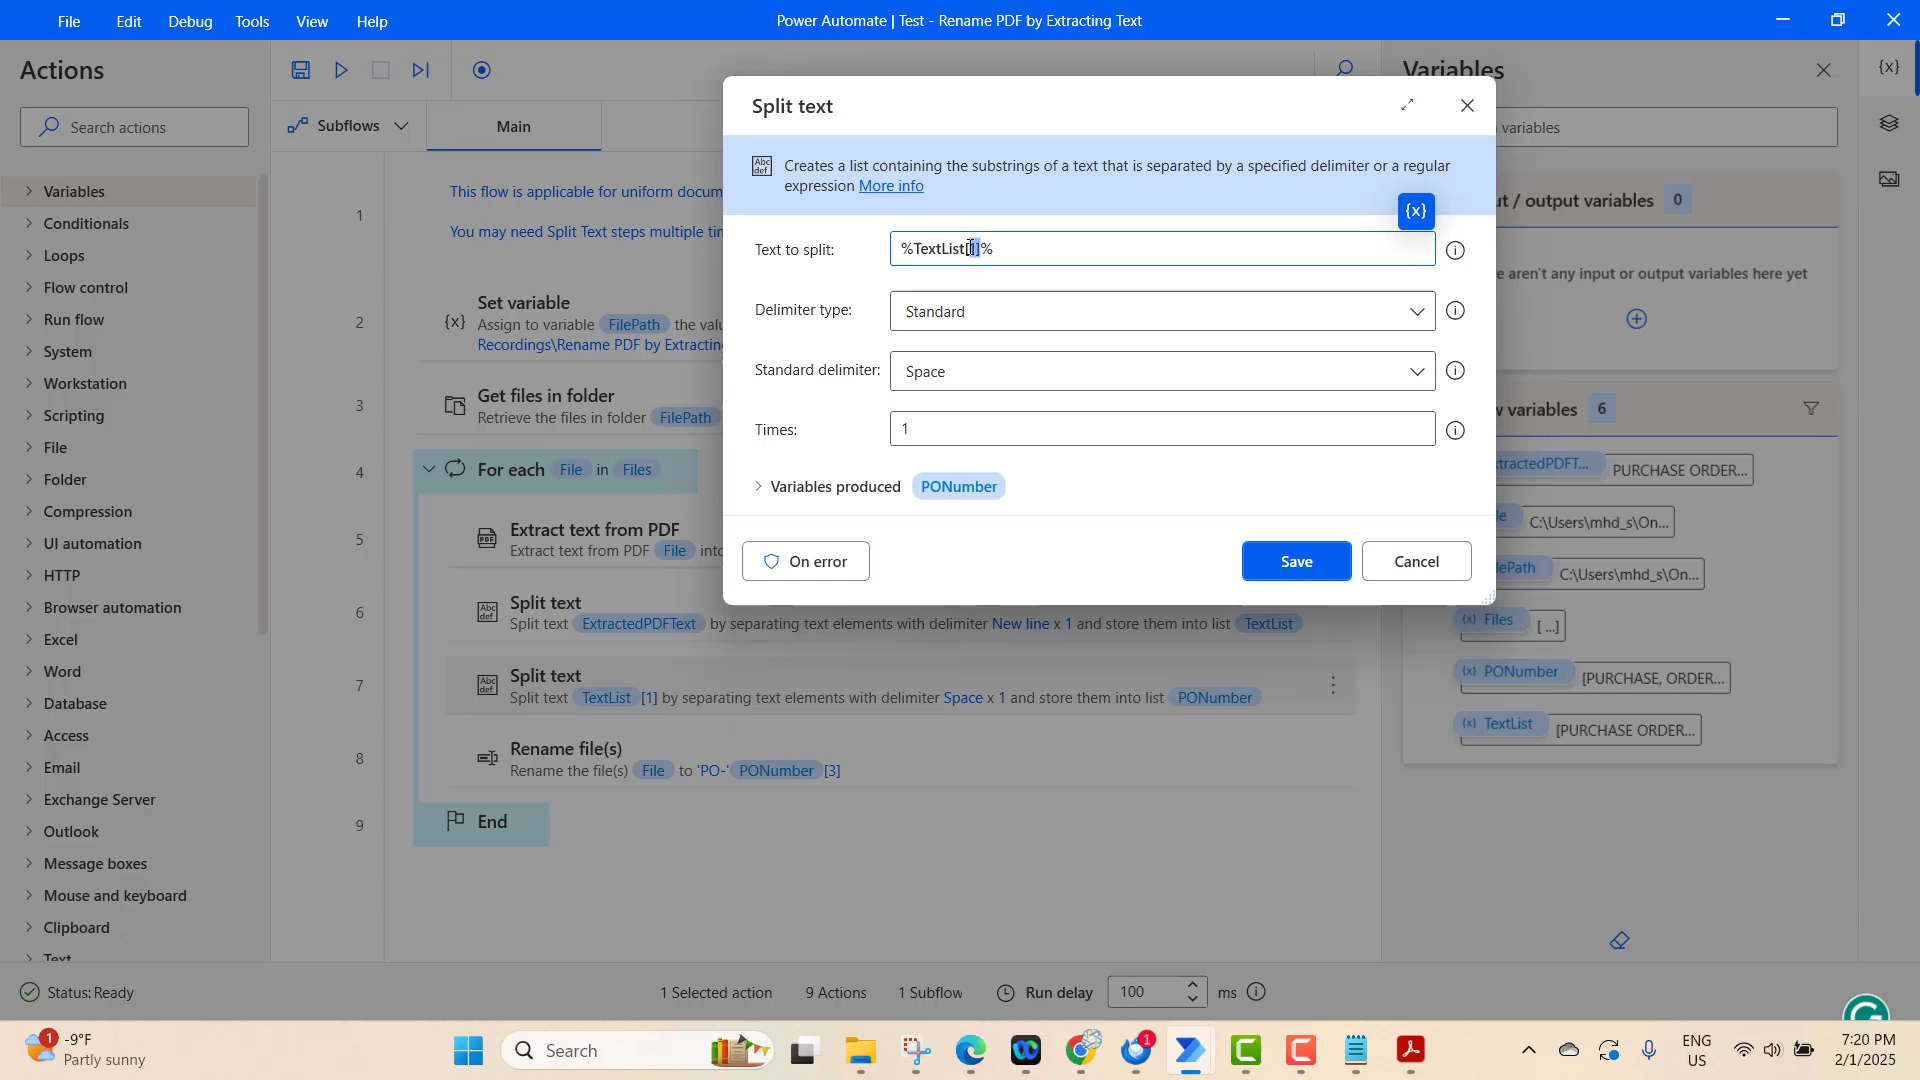 File Edit Debug Tools View Help
Power Automate | Test - Rename PDF by Extracting Text
Actions
Search actions
Variables
Conditionals
Loops
Flow control
Run flow
System
Workstation
Scripting
File
Folder
Compression
UI automation
HTTP
Browser automation
Excel
Word
Database
Access
Email
Exchange Server
Outlook
Message boxes
Mouse and keyboard
Clipboard
Text
Subflows
Main
1
This flow is applicable for uniform docum
You may need Split Text steps multiple tim
2
{x}
Set variable
Assign to variable FilePath the valu
Recordings\Rename PDF by Extracting
3
Get files in folder
Retrieve the files in folder FilePath
4
For each File in Files
5
Extract text from PDF
Extract text from PDF File into
6
Split text
Split text ExtractedPDFText by separating text elements with delimiter New line x 1 and store them into list TextList
7
Split text
Split text TextList [1] by separating text elements with delimiter Space x 1 and store them into list PONumber
8
Rename file(s)
Rename the file(s) File to 'PO-' PONumber [3]
9
End
Split text
Abc
def
Creates a list containing the substrings of a text that is separated by a specified delimiter or a regular
expression More info
{x}
Text to split:
%TextList[1]%
Delimiter type:
Standard
Standard delimiter:
Space
Times:
1
Variables produced PONumber
On error
Save
Cancel
Variables
{x}
variables
ut / output variables 0
e aren't any input or output variables here yet
w variables 6
xtractedPDFT... PURCHASE ORDER...
le C:\Users\mhd_s\On...
lePath C:\Users\mhd_s\On...
{x} Files [ ...]
{x} PONumber [PURCHASE, ORDER...
{x} TextList [PURCHASE ORDER...
Status: Ready
1 Selected action
9 Actions
1 Subflow
Run delay
100
ms
1
-9°F
Partly sunny
Search
1
ENG
US
7:20 PM
2/1/2025